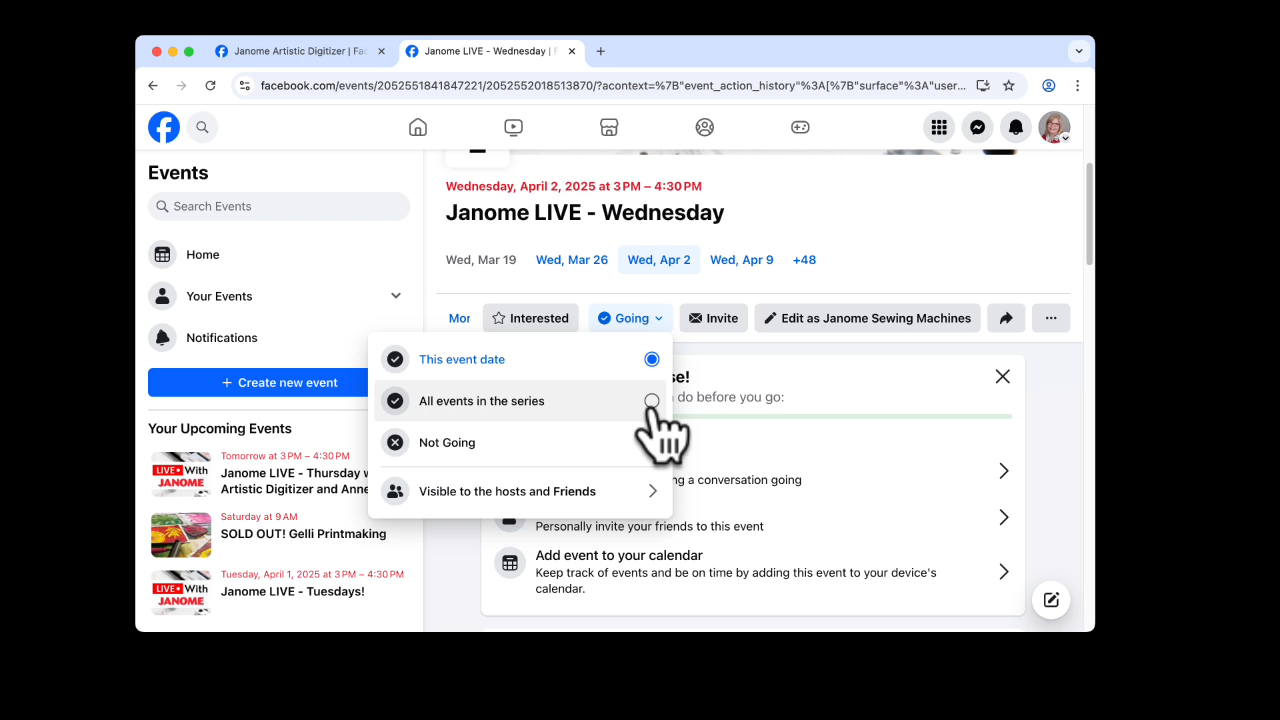 Janome Artistic Digitizer | Fac
Janome LIVE - Wednesday | F
facebook.com/events/2052551841847221/2052552018513870/?acontext=%7B"event_action_history"%3A[%7B"surface"%3A"user...
Events
Search Events
Home
Your Events
Notifications
+ Create new event
Your Upcoming Events
Tomorrow at 3 PM – 4:30 PM
Janome LIVE - Thursday w
Artistic Digitizer and Anne
Saturday at 9 AM
SOLD OUT! Gelli Printmaking
Tuesday, April 1, 2025 at 3 PM – 4:30 PM
Janome LIVE - Tuesdays!
LIVE• With
JANOME
LIVE• With
JANOME
Wednesday, April 2, 2025 at 3 PM – 4:30 PM
Janome LIVE - Wednesday
Wed, Mar 19 Wed, Mar 26 Wed, Apr 2 Wed, Apr 9 +48
Mor Interested Going Invite Edit as Janome Sewing Machines
This event date
All events in the series
Not Going
Visible to the hosts and Friends
se!
do before you go:
ng a conversation going
Personally invite your friends to this event
Add event to your calendar
Keep track of events and be on time by adding this event to your device's
calendar.